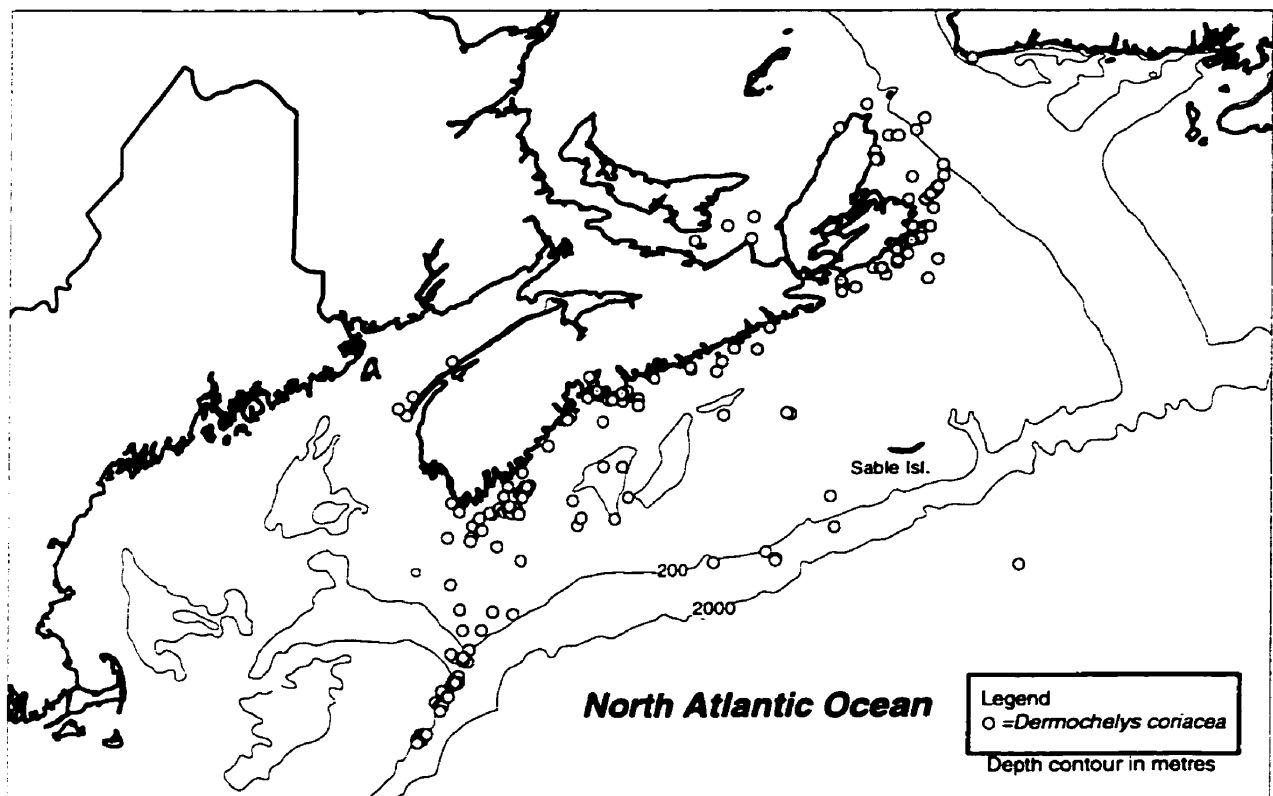 Sable Isl.
200
2000
North Atlantic Ocean
Legend
O =Dermochelys coriacea
Depth contour in metres